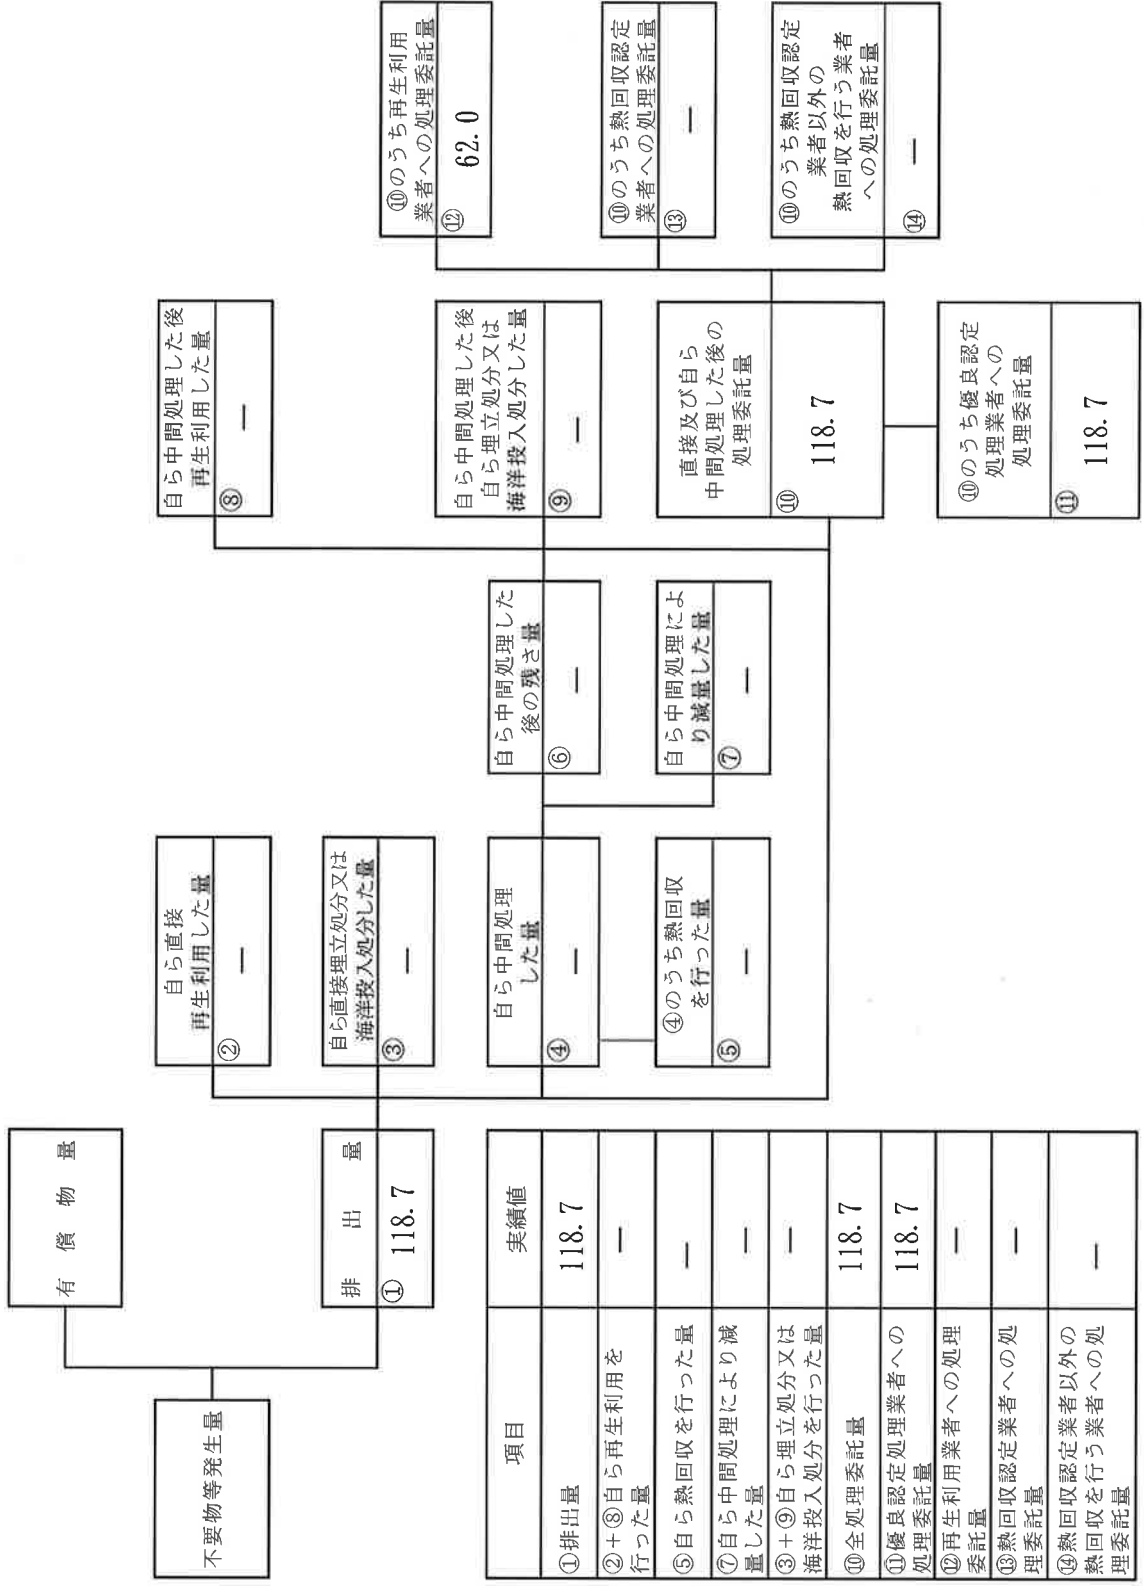 有償物量
不要物等発生量
排出量
① 118.7
自ら直接
再生利用した量
② —
自ら直接埋立処分又は
海洋投入処分した量
③ —
自ら中間処理
した量
④ —
④のうち熱回収
を行った量
⑤ —
自ら中間処理した
後の残さ量
⑥ —
自ら中間処理によ
り減量した量
⑦ —
自ら中間処理した後
再生利用した量
⑧ —
自ら中間処理した後
自ら埋立処分又は
海洋投入処分した量
⑨ —
直接及び自ら
中間処理した後の
処理委託量
⑩ 118.7
⑩のうち優良認定
処理業者への
処理委託量
⑪ 118.7
⑩のうち再生利用
業者への処理委託量
⑫ 62.0
⑩のうち熱回収認定
業者への処理委託量
⑬ —
⑩のうち熱回収認定
業者以外の
熱回収を行う業者
への処理委託量
⑭ —
項目 実績値
①排出量 118.7
②+⑧自ら再生利用を
行った量 —
⑤自ら熱回収を行った量 —
⑦自ら中間処理により減
量した量 —
③+⑨自ら埋立処分又は
海洋投入処分を行った量 —
⑩全処理委託量 118.7
⑪優良認定処理業者への
処理委託量 118.7
⑫再生利用業者への処理
委託量 —
⑬熱回収認定業者への処
理委託量 —
⑭熱回収認定業者以外の
熱回収を行う業者への処
理委託量 —